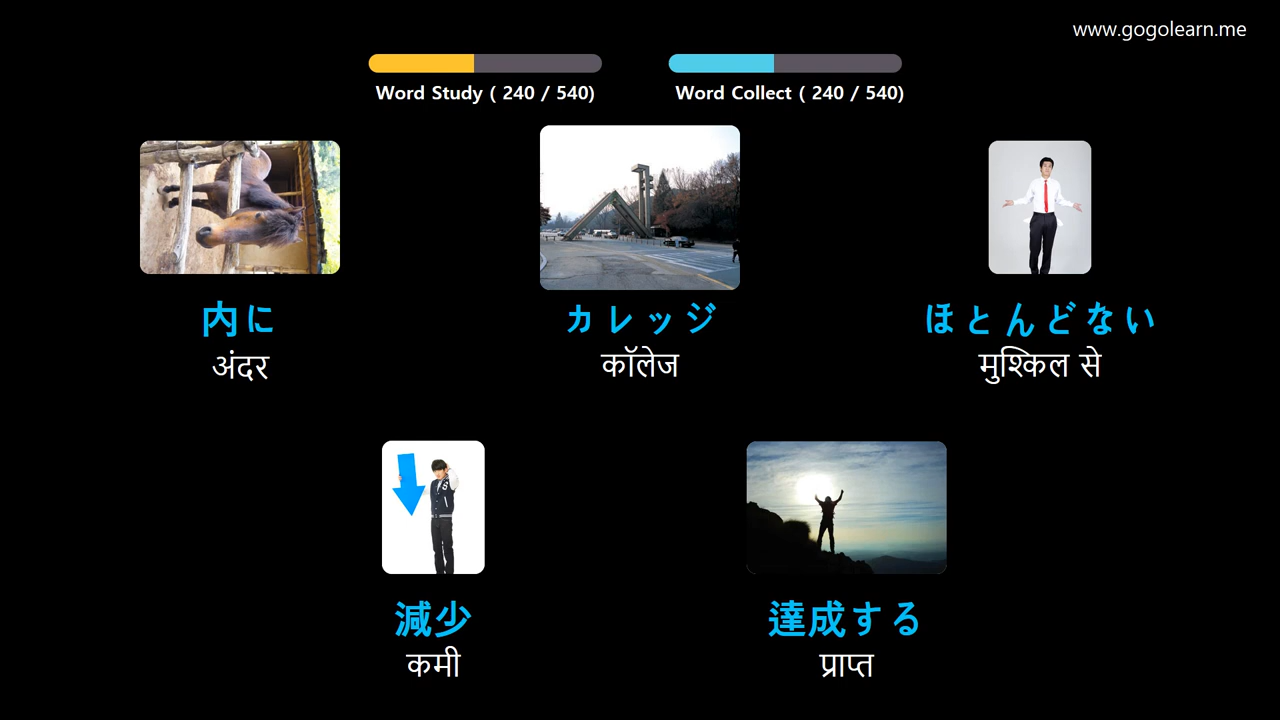 www.gogolearn.me
Word Study ( 240 / 540)
Word Collect ( 240 / 540)
内に
अंदर
カレッジ
कॉलेज
ほとんどない
मुश्किल से
減少
कमी
達成する
प्राप्त